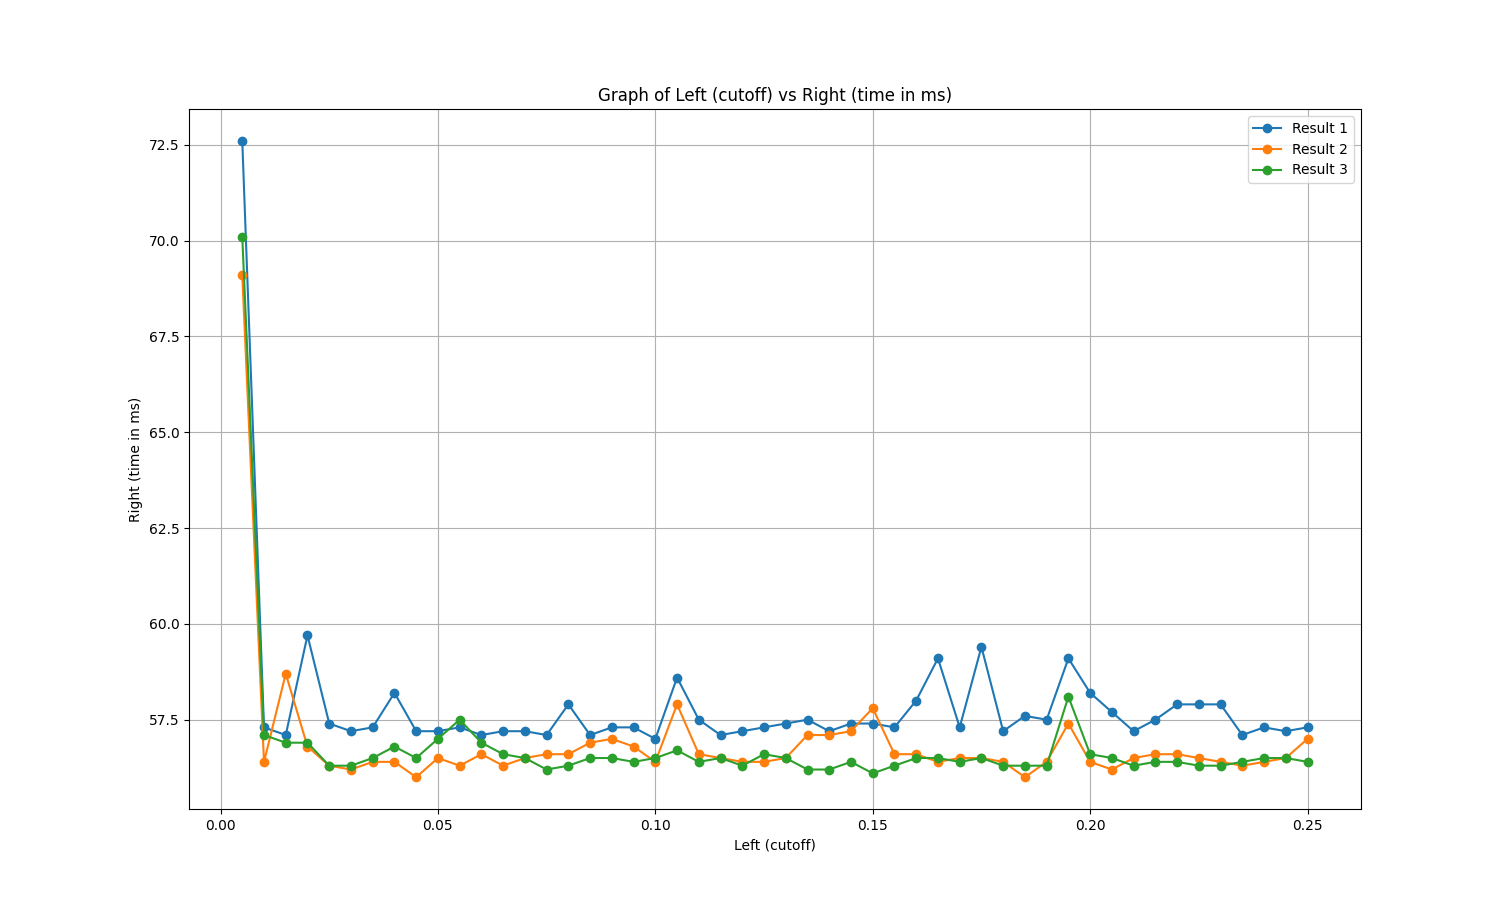 Graph of Left (cutoff) vs Right (time in ms)
Result 1
Result 2
Result 3
72.5
70.0
67.5
65.0
62.5
60.0
57.5
Right (time in ms)
0.00 0.05 0.10 0.15 0.20 0.25
Left (cutoff)